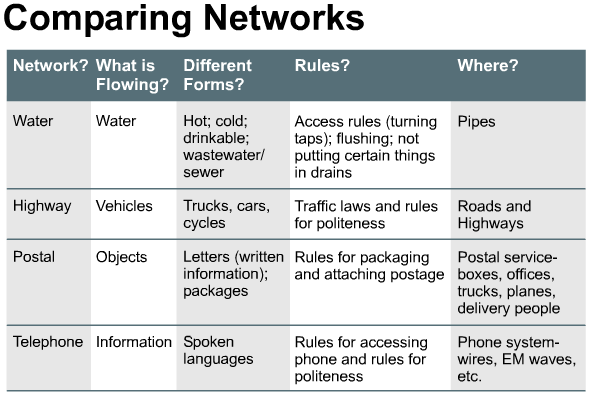 Comparing Networks
Network? What is Flowing? Different Forms? Rules? Where?
Water Water Hot; cold; drinkable; wastewater/ sewer Access rules (turning taps); flushing; not putting certain things in drains Pipes
Highway Vehicles Trucks, cars, cycles Traffic laws and rules for politeness Roads and Highways
Postal Objects Letters (written information); packages Rules for packaging and attaching postage Postal service- boxes, offices, trucks, planes, delivery people
Telephone Information Spoken languages Rules for accessing phone and rules for politeness Phone system- wires, EM waves, etc.